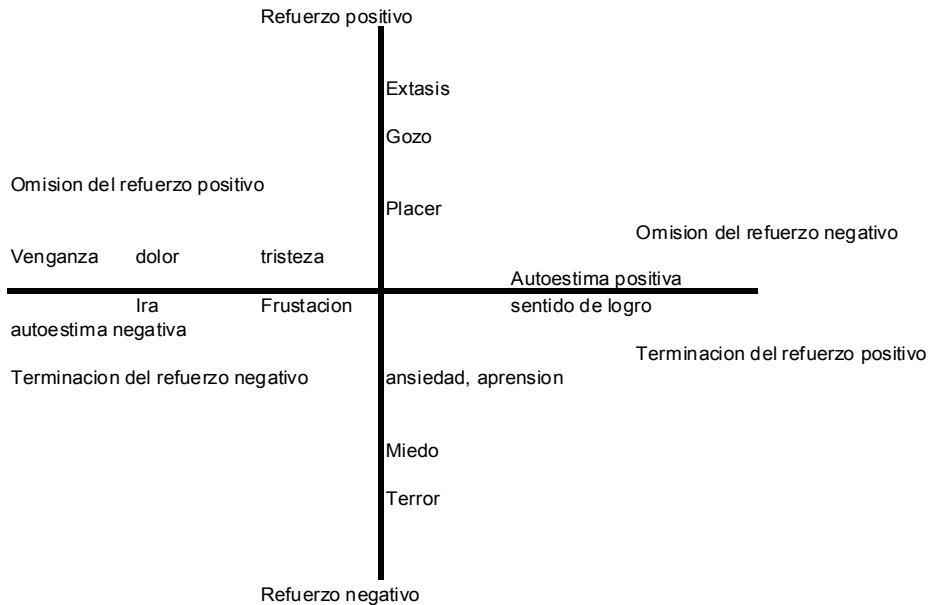 Refuerzo positivo
Extasis
Gozo
Omision del refuerzo positivo
Placer
Omision del refuerzo negativo
Venganza dolor tristeza
Autoestima positiva
Ira Frustacion sentido de logro
autoestima negativa
Terminacion del refuerzo positivo
Terminacion del refuerzo negativo ansiedad, aprension
Miedo
Terror
Refuerzo negativo